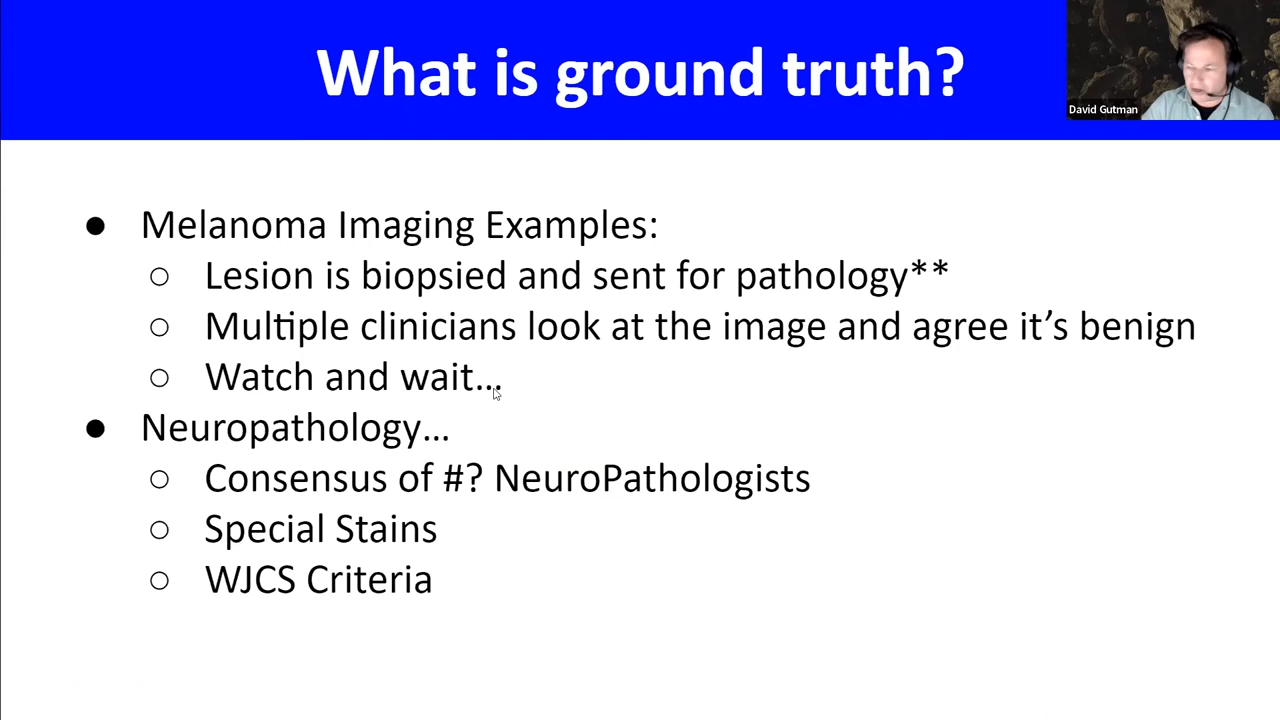 What is ground truth?
David Gutman
● Melanoma Imaging Examples:
○ Lesion is biopsied and sent for pathology**
○ Multiple clinicians look at the image and agree it’s benign
○ Watch and wait…
● Neuropathology…
○ Consensus of #? NeuroPathologists
○ Special Stains
○ WJCS Criteria